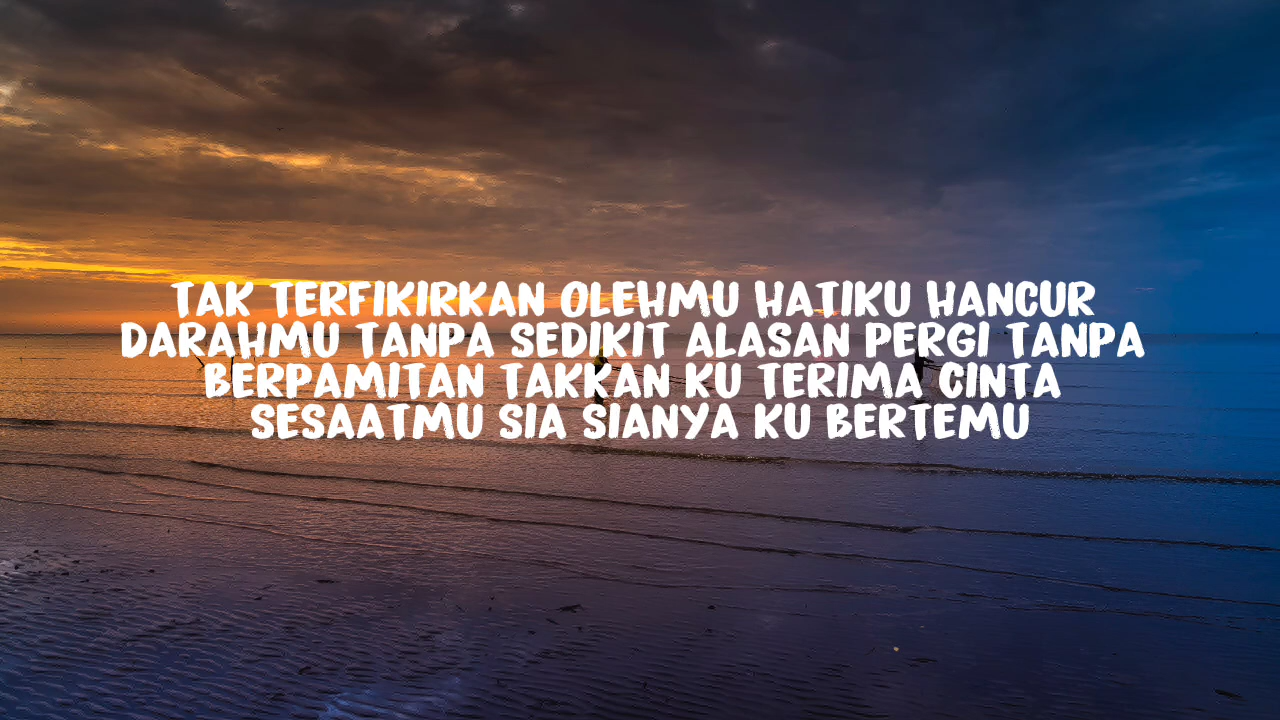 TAK TERFIKIRKAN OLEHMU HATIKU HANCUR
DARAHMU TANPA SEDIKIT ALASAN PERGI TANPA
BERPAMITAN TAKKAN KU TERIMA CINTA
SESAATMU SIA SIANYA KU BERTEMU